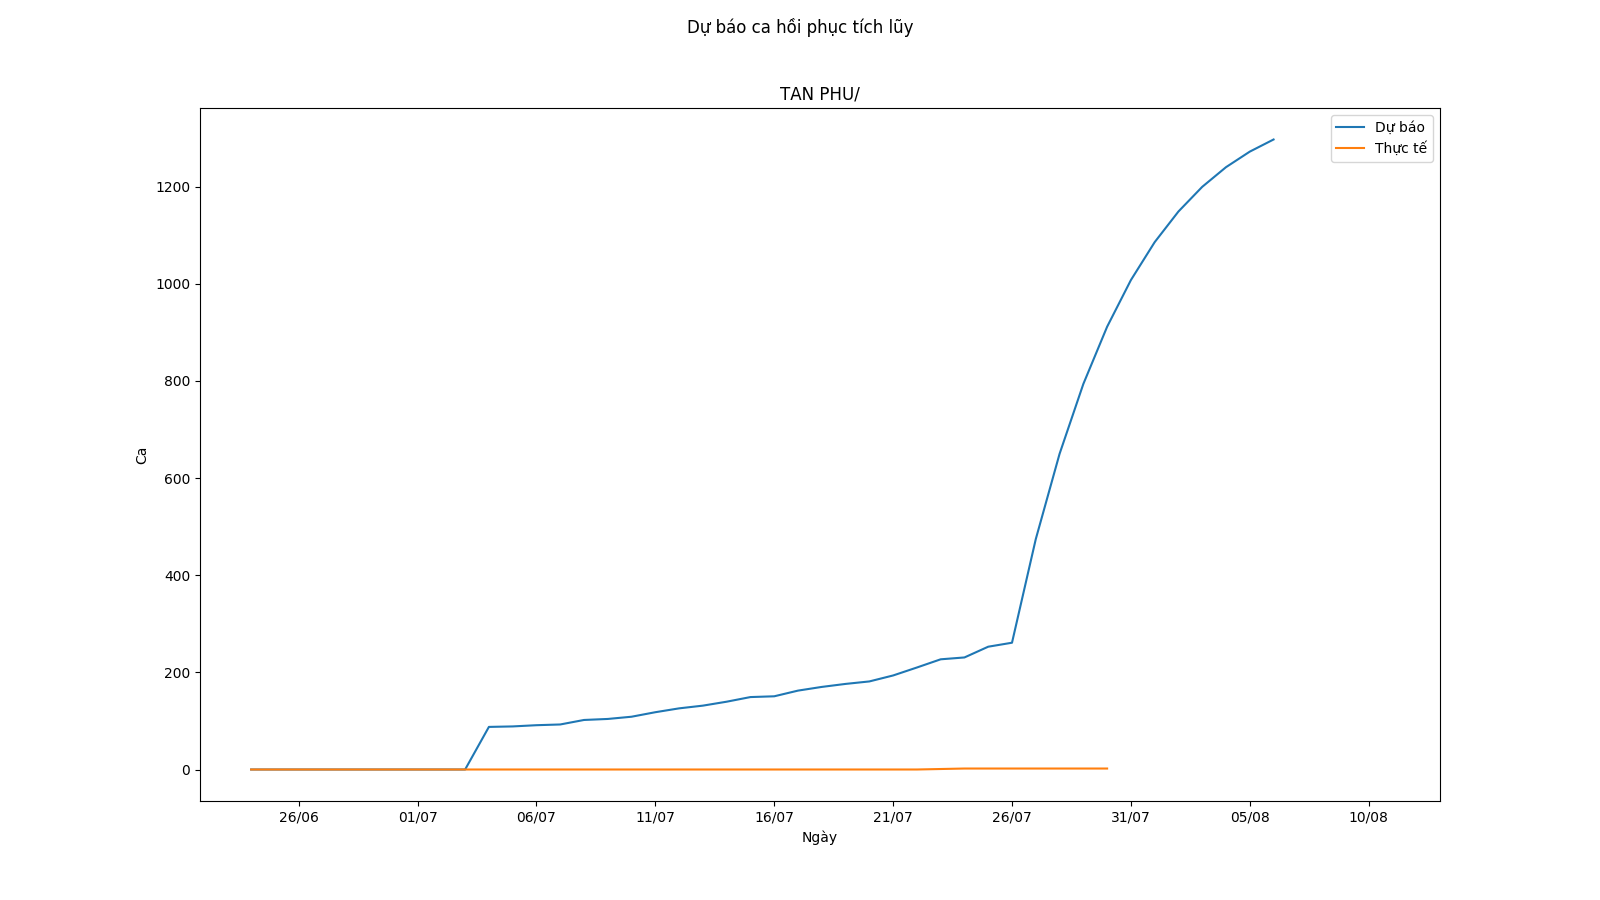 Dự báo ca hồi phục tích lũy
TAN PHU/
Dự báo
Thực tế
1200
1000
800
600
400
200
0
Ca
26/06
01/07
06/07
11/07
16/07
21/07
26/07
31/07
05/08
10/08
Ngày